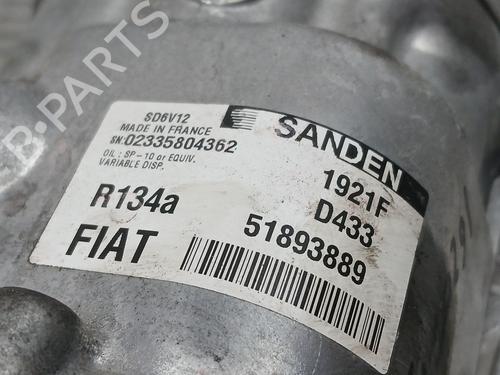 B-PARTS
SD6V12
MADE IN FRANCE
SN:02335804362
OIL: SP-10 or EQUIV.
VARIABLE DISP.
R134a
FIAT
SANDEN
1921F
D433
51893889